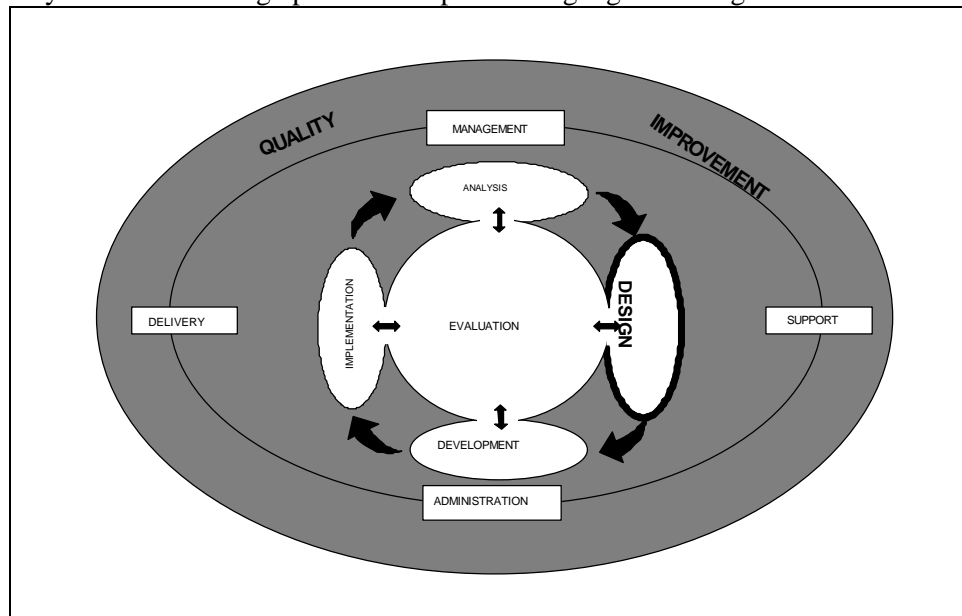 QUALITY
IMPROVEMENT
MANAGEMENT
ANALYSIS
IMPLEMENTATION
DESIGN
DELIVERY
EVALUATION
SUPPORT
DEVELOPMENT
ADMINISTRATION